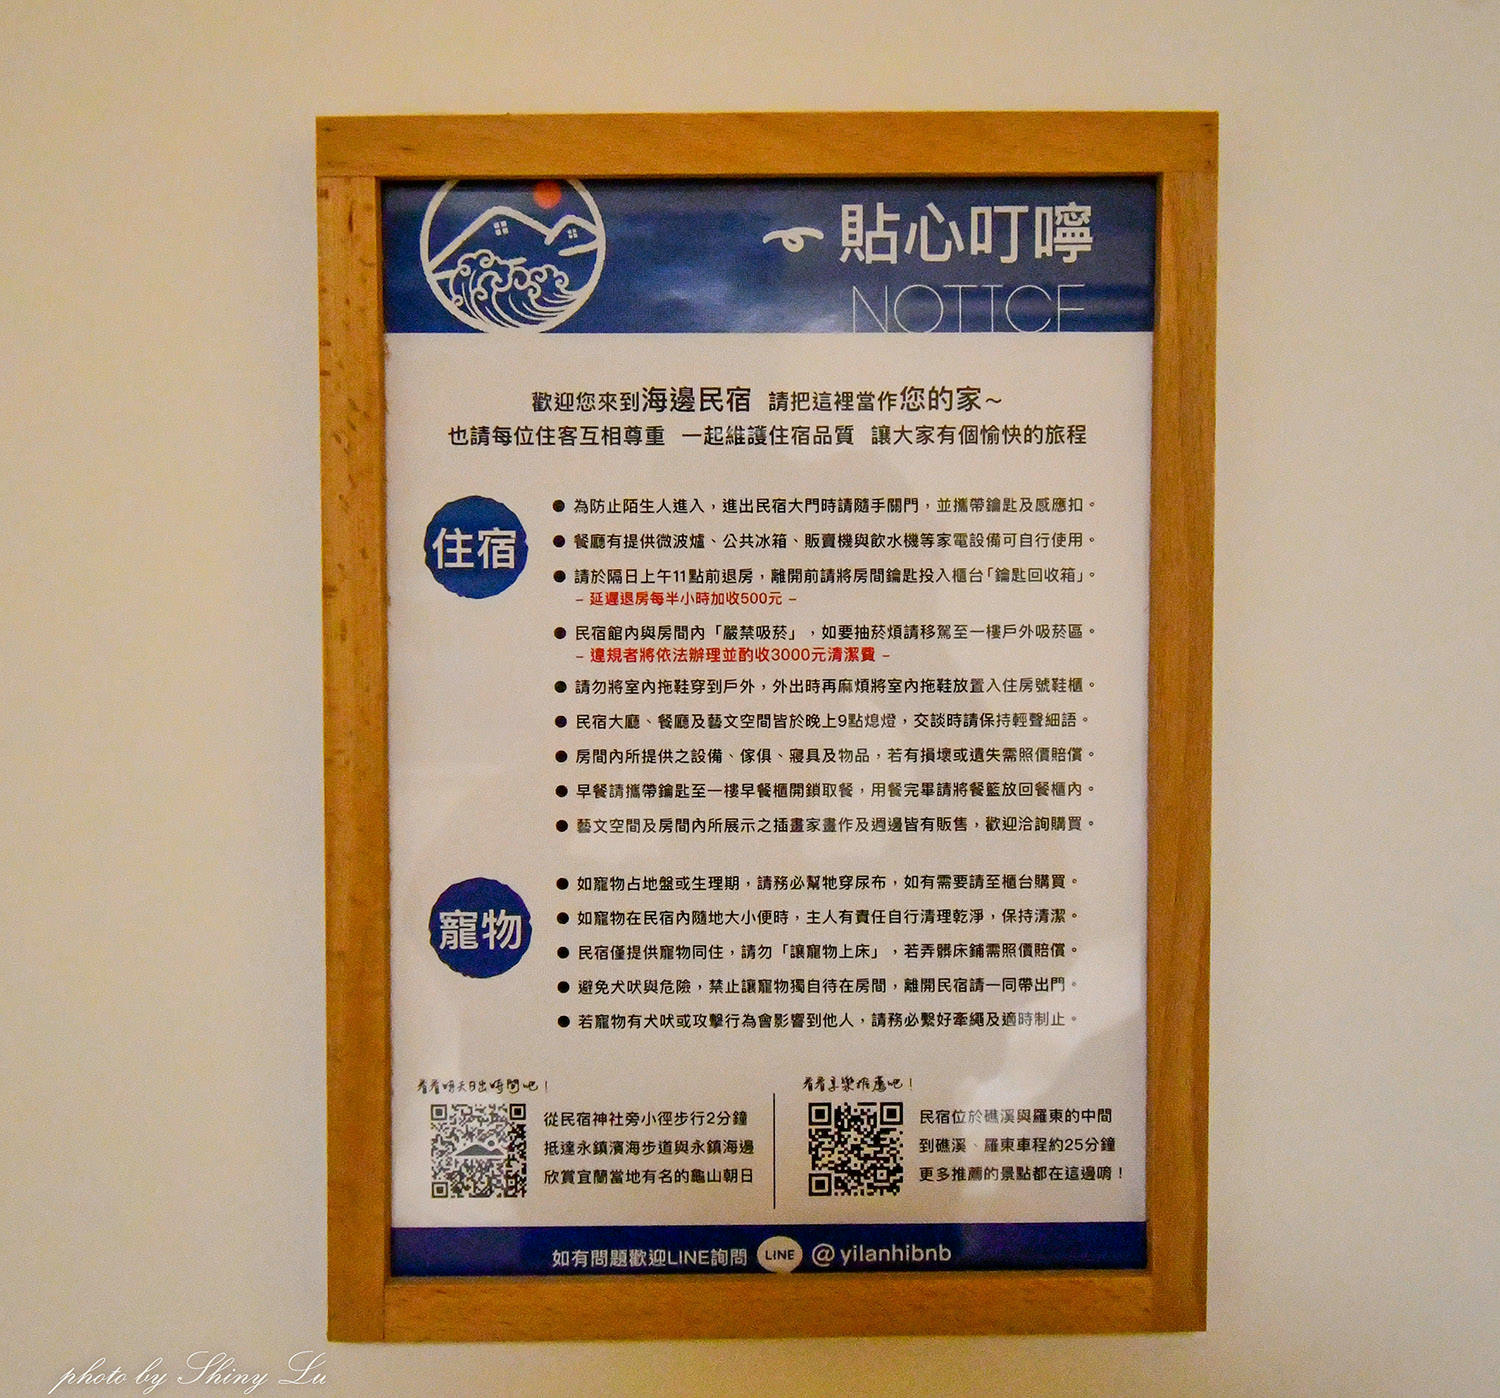 貼心叮嚀
NOTICE
歡迎您來到海邊民宿 請把這裡當作您的家～
也請每位住客互相尊重 一起維護住宿品質 讓大家有個愉快的旅程
住宿
● 為防止陌生人進入，進出民宿大門時請隨手關門，並攜帶鑰匙及感應扣。
● 餐廳有提供微波爐、公共冰箱、販賣機與飲水機等家電設備可自行使用。
● 請於隔日上午11點前退房，離開前請將房間鑰匙投入櫃台「鑰匙回收箱」。
– 延遲退房每半小時加收500元 –
● 民宿館內與房間內「嚴禁吸菸」，如要抽菸煩請移駕至一樓戶外吸菸區。
– 違規者將依法辦理並酌收3000元清潔費 –
● 請勿將室內拖鞋穿到戶外，外出時再麻煩將室內拖鞋放置入住房號鞋櫃。
● 民宿大廳、餐廳及藝文空間皆於晚上9點熄燈，交談時請保持輕聲細語。
● 房間內所提供之設備、傢俱、寢具及物品，若有損壞或遺失需照價賠償。
● 早餐請攜帶鑰匙至一樓早餐櫃開鎖取餐，用餐完畢請將餐籃放回餐櫃內。
● 藝文空間及房間內所展示之插畫家畫作及週邊皆有販售，歡迎洽詢購買。
寵物
● 如寵物占地盤或生理期，請務必幫牠穿尿布，如有需要請至櫃台購買。
● 如寵物在民宿內隨地大小便時，主人有責任自行清理乾淨，保持清潔。
● 民宿僅提供寵物同住，請勿「讓寵物上床」，若弄髒床鋪需照價賠償。
● 避免犬吠與危險，禁止讓寵物獨自待在房間，離開民宿請一同帶出門。
● 若寵物有犬吠或攻擊行為會影響到他人，請務必繫好牽繩及適時制止。
看看明天日出時間吧！
從民宿神社旁小徑步行2分鐘
抵達永鎮濱海步道與永鎮海邊
欣賞宜蘭當地有名的龜山朝日
看看享樂推薦吧！
民宿位於礁溪與羅東的中間
到礁溪、羅東車程約25分鐘
更多推薦的景點都在這邊唷！
如有問題歡迎LINE詢問 LINE @yilanhibnb
photo by Shiny Lu